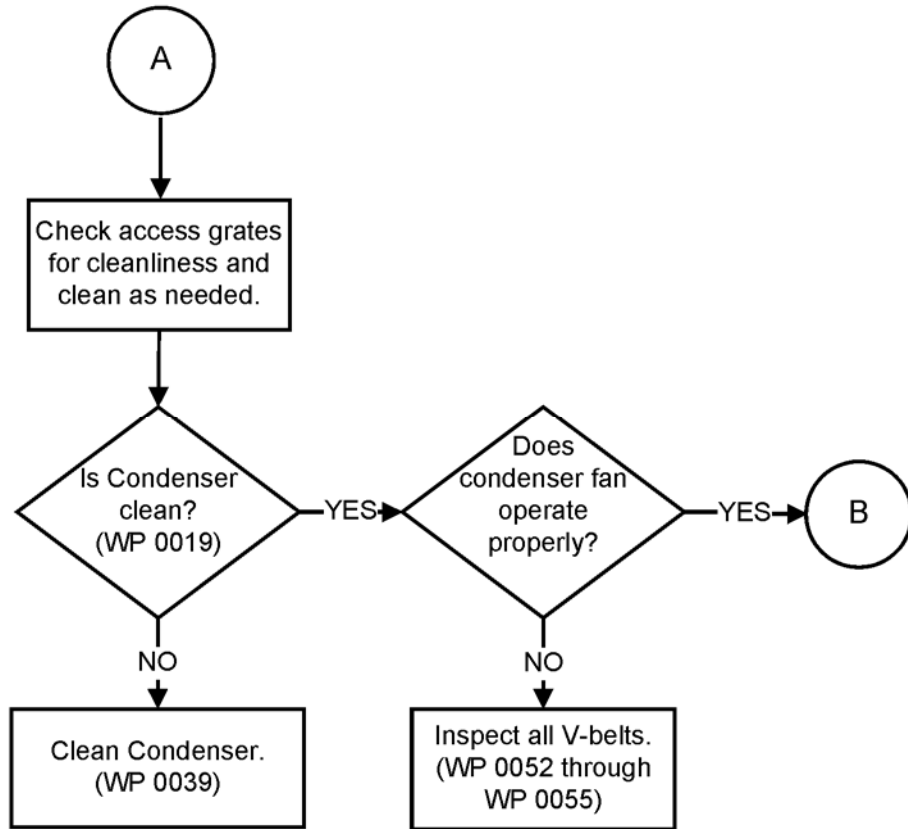 A
Check access grates
for cleanliness and
clean as needed.
Is Condenser
clean?
(WP 0019)
YES
Does
condenser fan
operate
properly?
YES
B
NO
NO
Clean Condenser.
(WP 0039)
Inspect all V-belts.
(WP 0052 through
WP 0055)